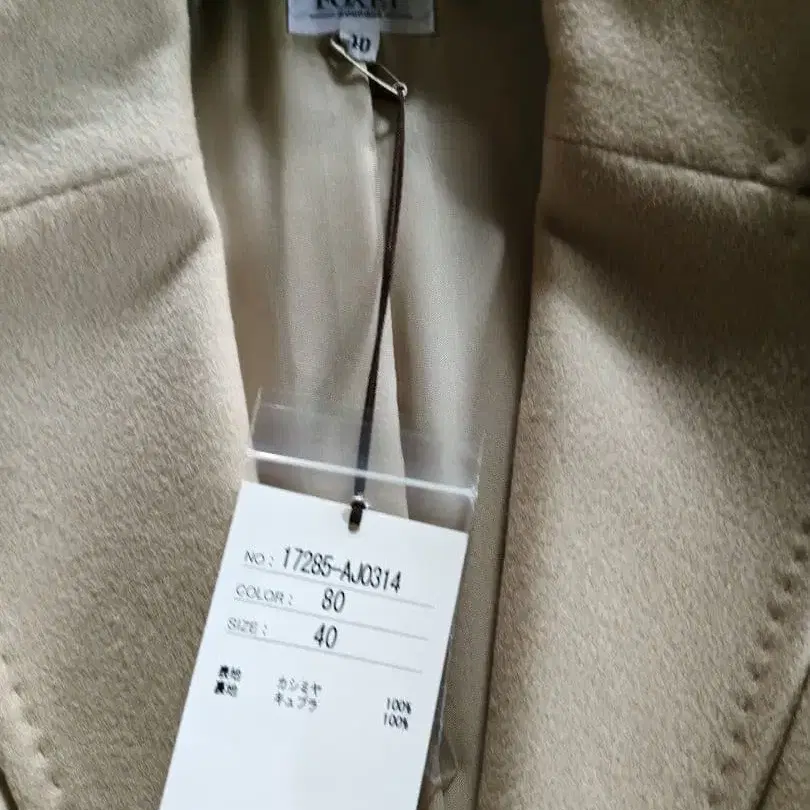 40
NO: 17285-AJ0314
COLOR: 80
SIZE: 40
表地 カシミヤ 100%
裏地 キュプラ 100%